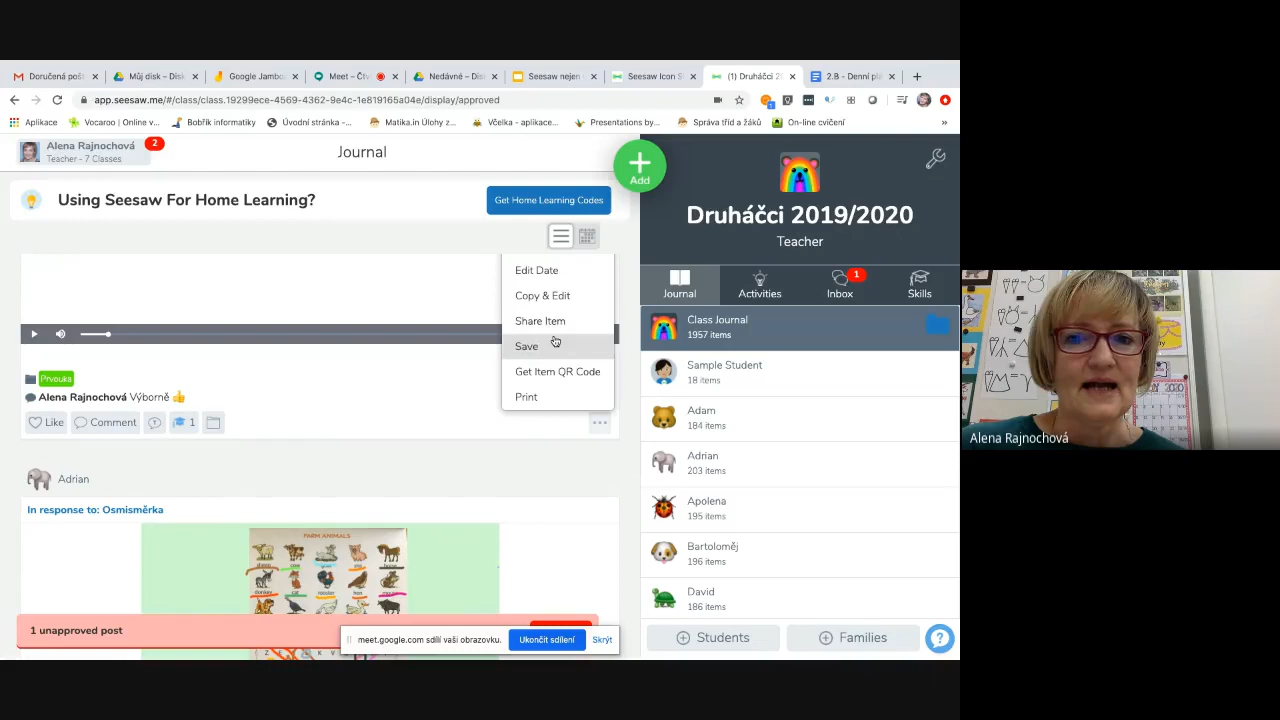 Doručená poš
Můj disk – Disk
Google Jambo
Meet – Čtv
Nedávné – Disk
Seesaw nejen
Seesaw Icon S
(1) Druháčci 2
2.B - Denní pl
app.seesaw.me/#/class/class.19299ece-4569-4362-9e4c-1e819165a04e/display/approved
Aplikace
Vocaroo | Online v...
Bobřík informatiky
Úvodní stránka -...
Matika.in Úlohy z...
Včelka - aplikace...
Presentations by...
Správa tříd a žáků
On-line cvičení
»
Alena Rajnochová
Teacher - 7 Classes
2
Journal
Add
Using Seesaw For Home Learning?
Get Home Learning Codes
Edit Date
Copy & Edit
Share Item
Save
Get Item QR Code
Print
Prvouka
Alena Rajnochová Výborně 👍
Like
Comment
1
...
Adrian
In response to: Osmisměrka
FARM ANIMALS
donkey
cat
rooster
hen
1 unapproved post
meet.google.com sdílí vaši obrazovku.
Ukončit sdílení
Skrýt
Druháčci 2019/2020
Teacher
Journal
Activities
Inbox
1
Skills
Class Journal
1957 items
Sample Student
18 items
Adam
184 items
Adrian
203 items
Apolena
195 items
Bartoloměj
196 items
David
186 items
Students
Families
?
Alena Rajnochová